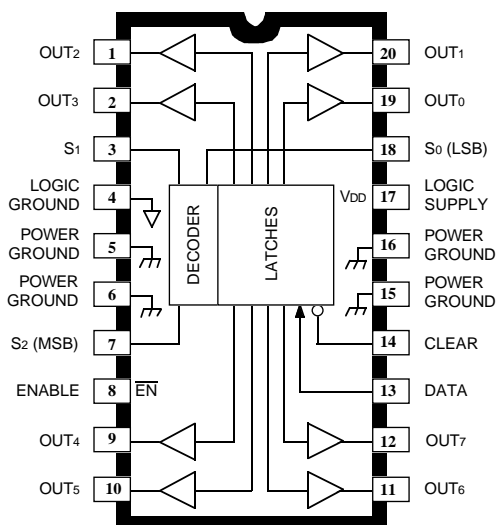 OUT2 1 20 OUT1
OUT3 2 19 OUT0
S1 3 18 S0 (LSB)
LOGIC GROUND 4 VDD 17 LOGIC SUPPLY
POWER GROUND 5 16 POWER GROUND
POWER GROUND 6 15 POWER GROUND
DECODER
LATCHES
S2 (MSB) 7 14 CLEAR
ENABLE 8 EN 13 DATA
OUT4 9 12 OUT7
OUT5 10 11 OUT6